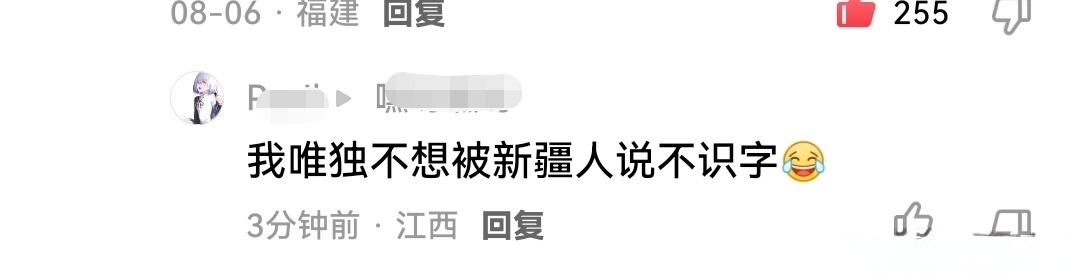 08-06 · 福建 回复 255
我唯独不想被新疆人说不识字😂
3分钟前 · 江西 回复